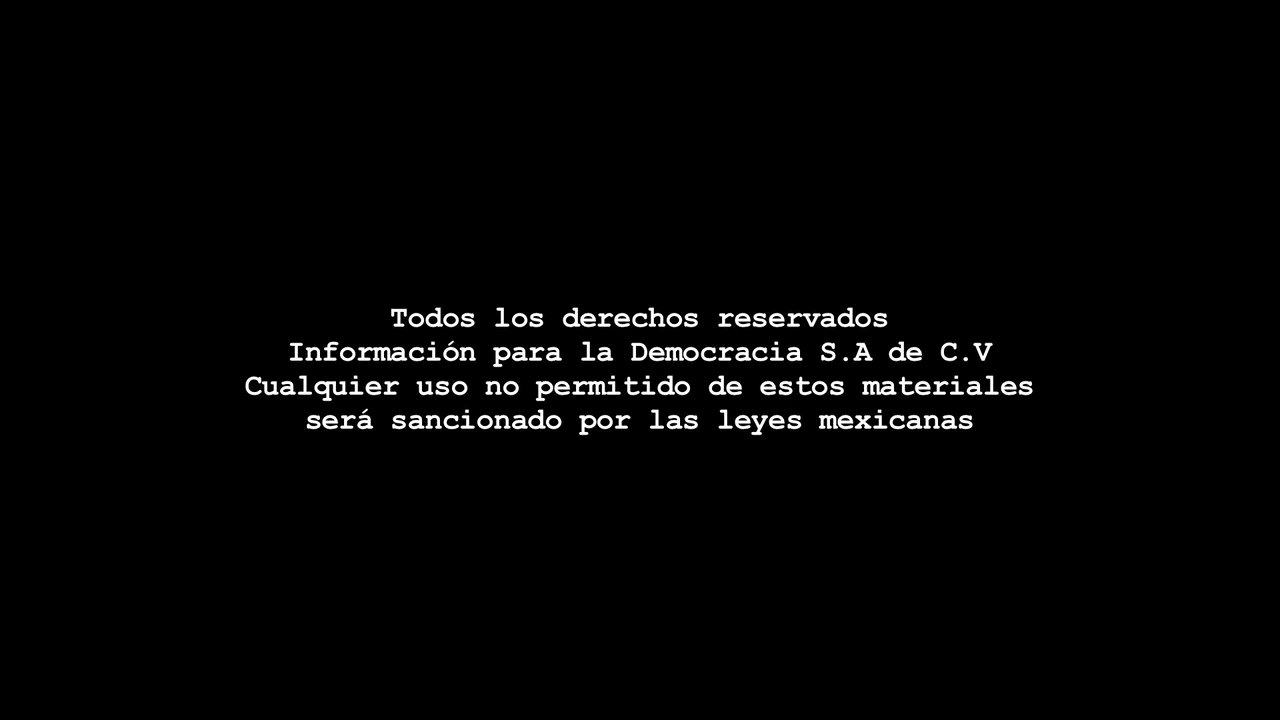 Todos los derechos reservados
Información para la Democracia S.A de C.V
Cualquier uso no permitido de estos materiales
será sancionado por las leyes mexicanas